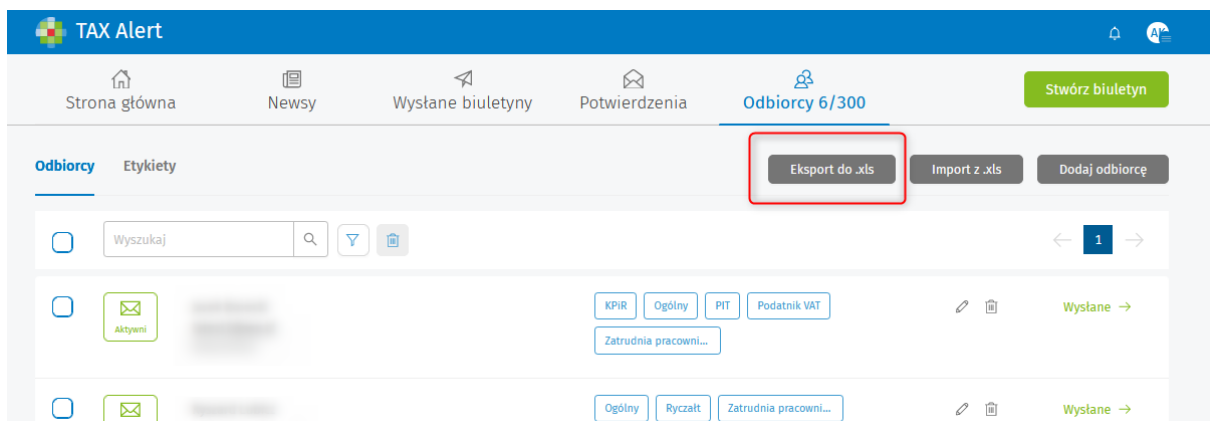 TAX Alert
AK
Strona główna
Newsy
Wysłane biuletyny
Potwierdzenia
Odbiorcy 6/300
Stwórz biuletyn
Odbiorcy Etykiety
Eksport do .xls
Import z .xls
Dodaj odbiorcę
Wyszukaj
1
Aktywni
KPiR Ogólny PIT Podatnik VAT
Zatrudnia pracowni...
Wysłane →
Ogólny Ryczałt Zatrudnia pracowni...
Wysłane →